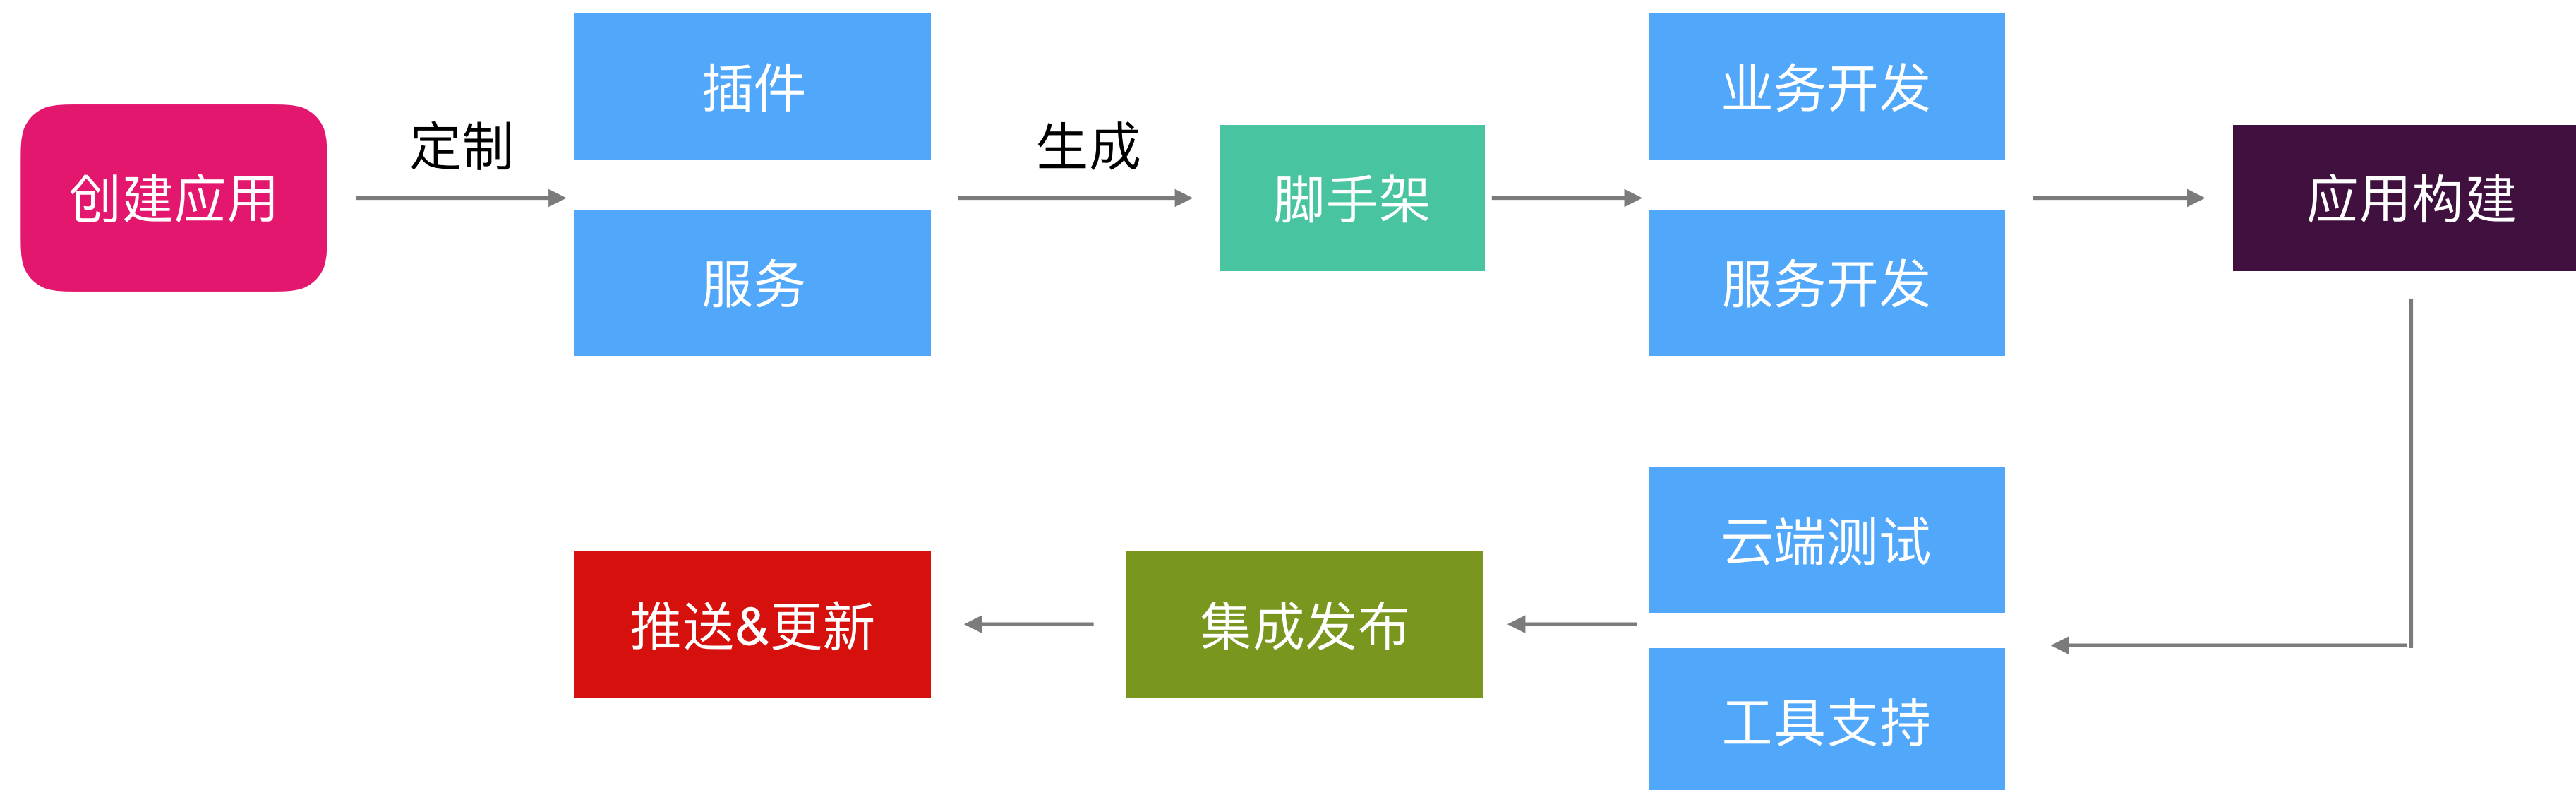 创建应用
定制
插件
服务
生成
脚手架
业务开发
服务开发
应用构建
云端测试
工具支持
集成发布
推送&更新